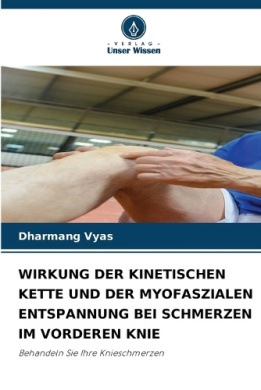 - VERLAG -
Unser Wissen
Dharmang Vyas
WIRKUNG DER KINETISCHEN
KETTE UND DER MYOFASZIALEN
ENTSPANNUNG BEI SCHMERZEN
IM VORDEREN KNIE
Behandeln Sie Ihre Knieschmerzen